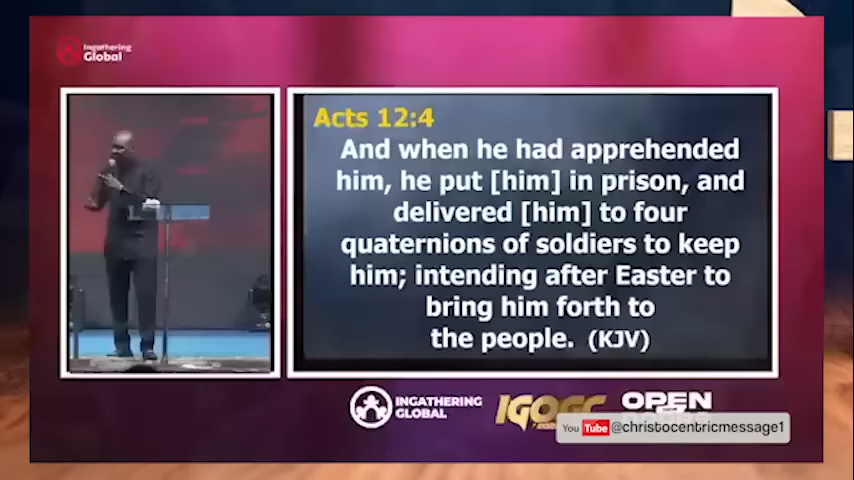 Ingathering
Global
Acts 12:4
And when he had apprehended
him, he put [him] in prison, and
delivered [him] to four
quaternions of soldiers to keep
him; intending after Easter to
bring him forth to
the people. (KJV)
INGATHERING
GLOBAL
IGOGC
OPEN
You Tube @christocentricmessage1